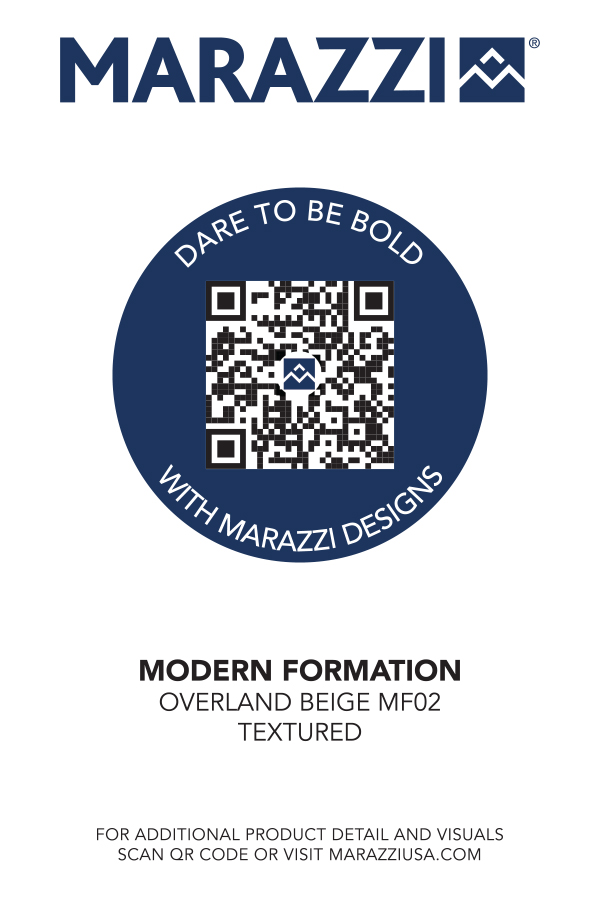 MARAZZI®
DARE TO BE BOLD
WITH MARAZZI DESIGNS
MODERN FORMATION
OVERLAND BEIGE MF02
TEXTURED
FOR ADDITIONAL PRODUCT DETAIL AND VISUALS
SCAN QR CODE OR VISIT MARAZZIUSA.COM